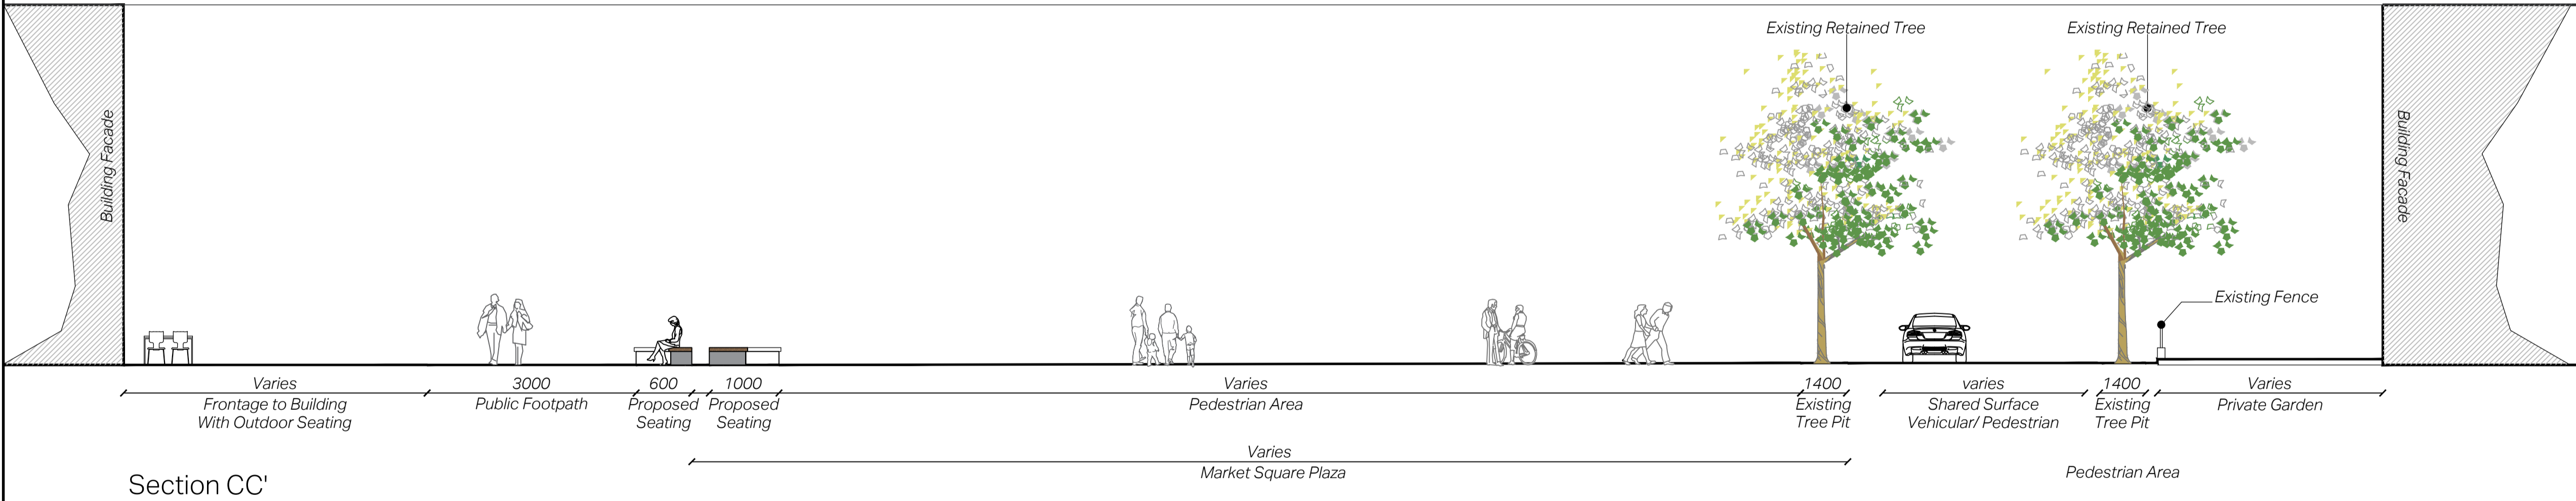 Existing Retained Tree
Existing Retained Tree
Building Facade
Building Facade
Existing Fence
Varies
Frontage to Building
With Outdoor Seating
3000
Public Footpath
600
Proposed
Seating
1000
Proposed
Seating
Varies
Pedestrian Area
1400
Existing
Tree Pit
varies
Shared Surface
Vehicular/ Pedestrian
1400
Existing
Tree Pit
Varies
Private Garden
Varies
Market Square Plaza
Pedestrian Area
Section CC'